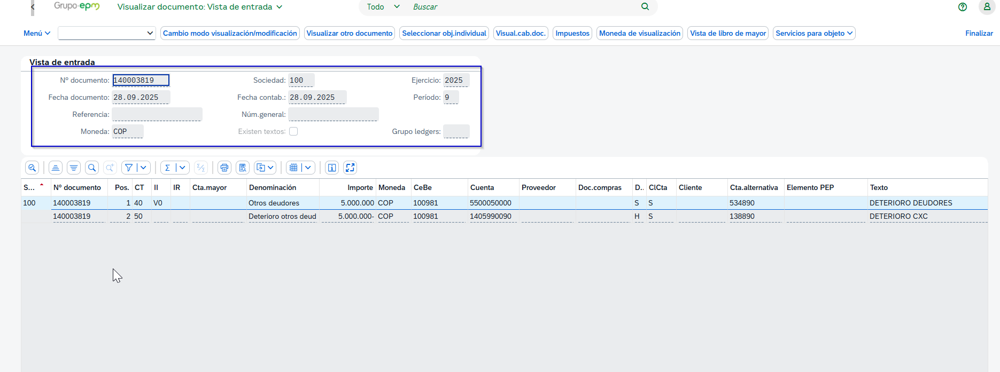 Grupo·epm Visualizar documento: Vista de entrada Todo Buscar
Menú Cambio modo visualización/modificación Visualizar otro documento Seleccionar obj.individual Visual.cab.doc. Impuestos Moneda de visualización Vista de libro de mayor Servicios para objeto Finalizar
Vista de entrada
Nº documento: 140003819 Sociedad: 100 Ejercicio: 2025
Fecha documento: 28.09.2025 Fecha contab.: 28.09.2025 Período: 9
Referencia: Núm.general:
Moneda: COP Existen textos: Grupo ledgers:
S... Nº documento Pos. CT II IR Cta.mayor Denominación Importe Moneda CeBe Cuenta Proveedor Doc.compras D.. ClCta Cliente Cta.alternativa Elemento PEP Texto
100 140003819 1 40 V0 Otros deudores 5.000.000 COP 100981 5500050000 S S 534890 DETERIORO DEUDORES
140003819 2 50 Deterioro otros deud 5.000.000- COP 100981 1405990090 H S 138890 DETERIORO CXC